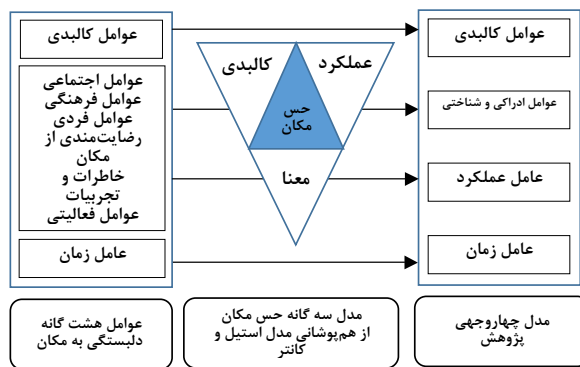 عوامل کالبدی
عملکرد
کالبدی
عوامل کالبدی
عوامل اجتماعی
عوامل فرهنگی
عوامل فردی
رضایت‌مندی از
مکان
خاطرات و
تجربیات
عوامل فعالیتی
حس
مکان
عوامل ادراکی و شناختی
معنا
عامل عملکرد
عامل زمان
عامل زمان
مدل چهاروجهی
پژوهش
مدل سه گانه حس مکان
از هم‌پوشانی مدل استیل و
کانتر
عوامل هشت گانه
دلبستگی به مکان